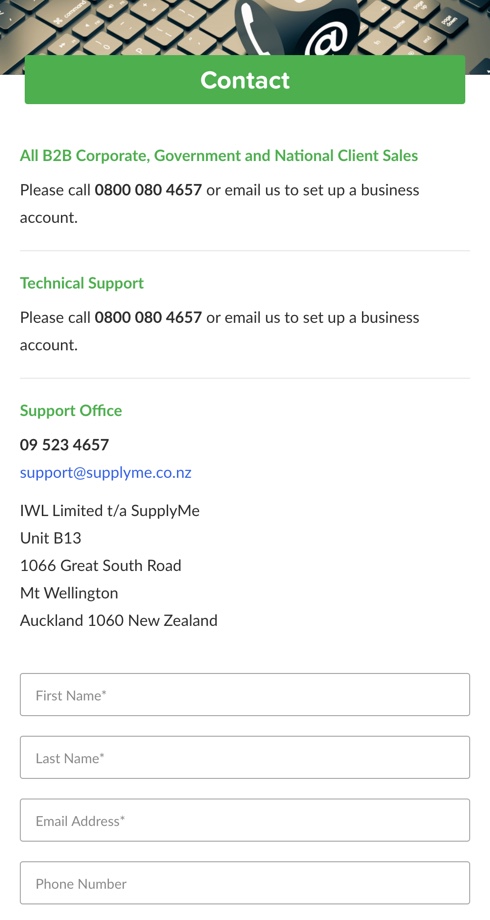 Contact
All B2B Corporate, Government and National Client Sales
Please call 0800 080 4657 or email us to set up a business
account.
Technical Support
Please call 0800 080 4657 or email us to set up a business
account.
Support Office
09 523 4657
support@supplyme.co.nz
IWL Limited t/a SupplyMe
Unit B13
1066 Great South Road
Mt Wellington
Auckland 1060 New Zealand
First Name*
Last Name*
Email Address*
Phone Number